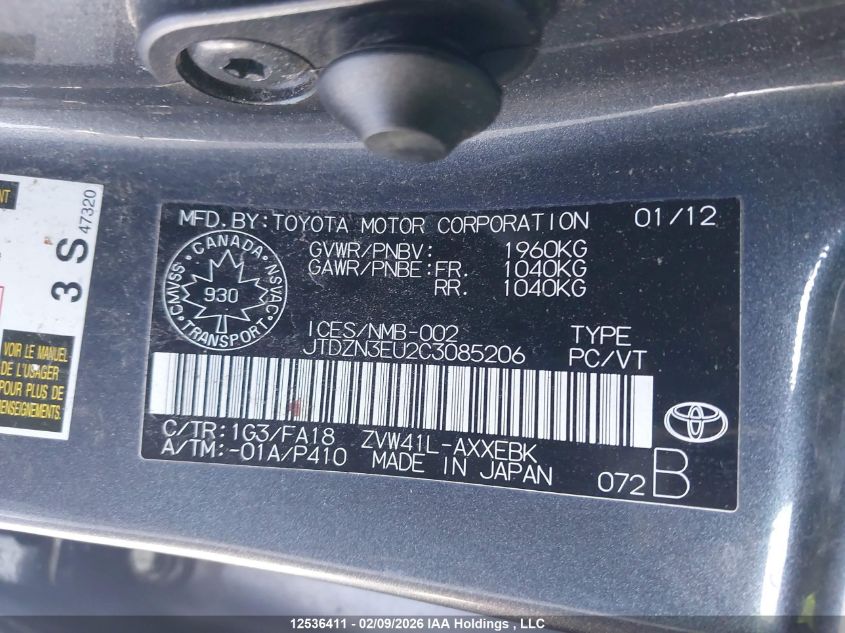 NT
3 S 47320
VOIR LE MANUEL
DE L'USAGER
POUR PLUS DE
RENSEIGNEMENTS.
MFD. BY: TOYOTA MOTOR CORPORATION 01/12
GVWR/PNBV: 1960KG
GAWR/PNBE: FR. 1040KG
RR. 1040KG
CANADA
CMVSS 930 NSVAC
TRANSPORT
ICES/NMB-002 TYPE
JTDZN3EU2C3085206 PC/VT
C/TR: 1G3/FA18 ZVW41L-AXXEBK
A/TM: -01A/P410 MADE IN JAPAN
072 B
12536411 - 02/09/2026 IAA Holdings, LLC